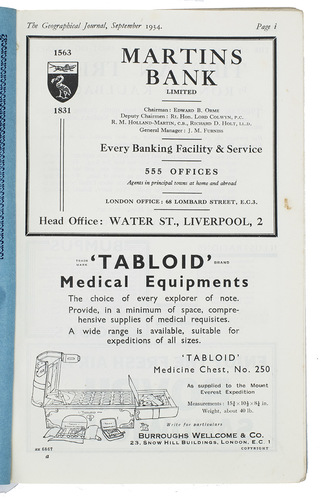 The Geographical Journal, September 1934. Page i
1563
1831
MARTINS
BANK
LIMITED
Chairman: EDWARD B. ORME
Deputy Chairmen: Rt. Hon. LORD COLWYN, P.C.
R. M. HOLLAND-MARTIN, C.B., RICHARD D. HOLT, LL.D.
General Manager: J. M. FURNISS
Every Banking Facility & Service
555 OFFICES
Agents in principal towns at home and abroad
LONDON OFFICE: 68 LOMBARD STREET, E.C.3.
Head Office: WATER ST., LIVERPOOL, 2
TRADE MARK 'TABLOID' BRAND
Medical Equipments
The choice of every explorer of note.
Provide, in a minimum of space, compre-
hensive supplies of medical requisites.
A wide range is available, suitable for
expeditions of all sizes.
'TABLOID'
Medicine Chest, No. 250
As supplied to the Mount
Everest Expedition
Weight, about 40 lb.
Write for particulars
BURROUGHS WELLCOME & CO.
23, SNOW HILL BUILDINGS, LONDON, E.C. 1
COPYRIGHT
a